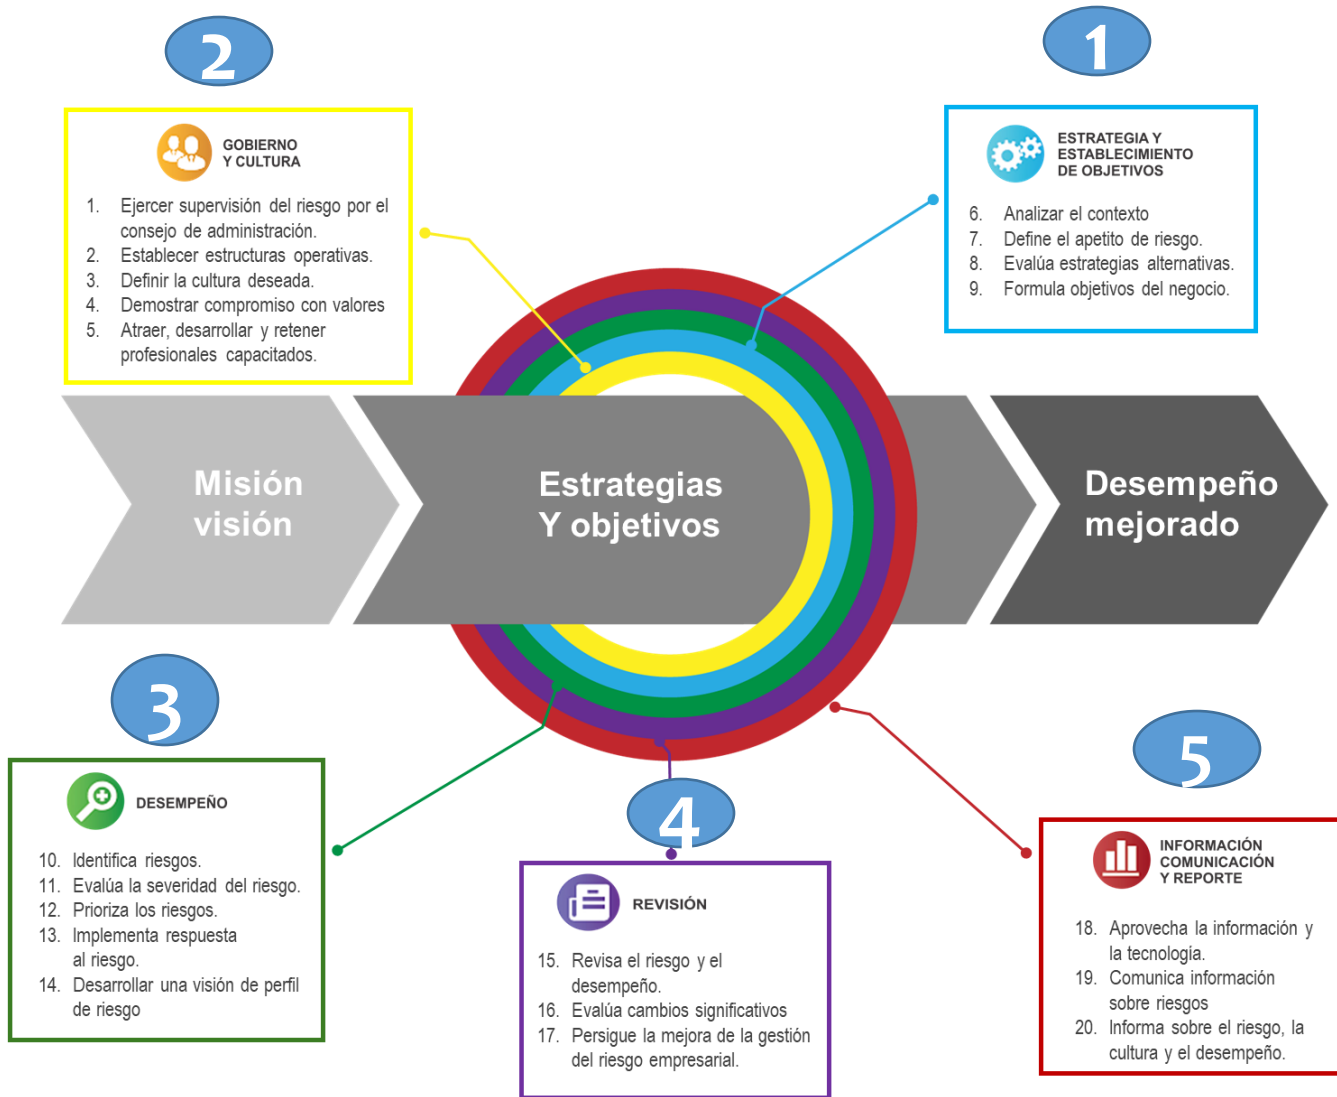 2
1
GOBIERNO
Y CULTURA
1. Ejercer supervisión del riesgo por el
consejo de administración.
2. Establecer estructuras operativas.
3. Definir la cultura deseada.
4. Demostrar compromiso con valores
5. Atraer, desarrollar y retener
profesionales capacitados.
ESTRATEGIA Y
ESTABLECIMIENTO
DE OBJETIVOS
6. Analizar el contexto
7. Define el apetito de riesgo.
8. Evalúa estrategias alternativas.
9. Formula objetivos del negocio.
Misión
visión
Estrategias
Y objetivos
Desempeño
mejorado
3
DESEMPEÑO
10. Identifica riesgos.
11. Evalúa la severidad del riesgo.
12. Prioriza los riesgos.
13. Implementa respuesta
al riesgo.
14. Desarrollar una visión de perfil
de riesgo
4
REVISIÓN
15. Revisa el riesgo y el
desempeño.
16. Evalúa cambios significativos
17. Persigue la mejora de la gestión
del riesgo empresarial.
5
INFORMACIÓN
COMUNICACIÓN
Y REPORTE
18. Aprovecha la información y
la tecnología.
19. Comunica información
sobre riesgos
20. Informa sobre el riesgo, la
cultura y el desempeño.